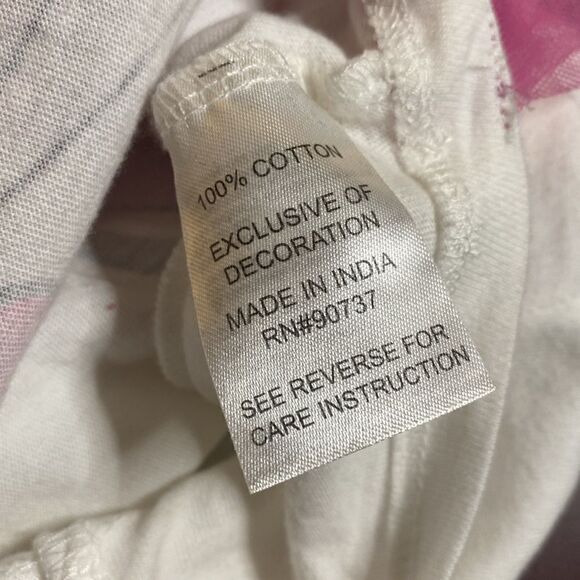 100% COTTON
EXCLUSIVE OF
DECORATION
MADE IN INDIA
RN#90737
SEE REVERSE FOR
CARE INSTRUCTION